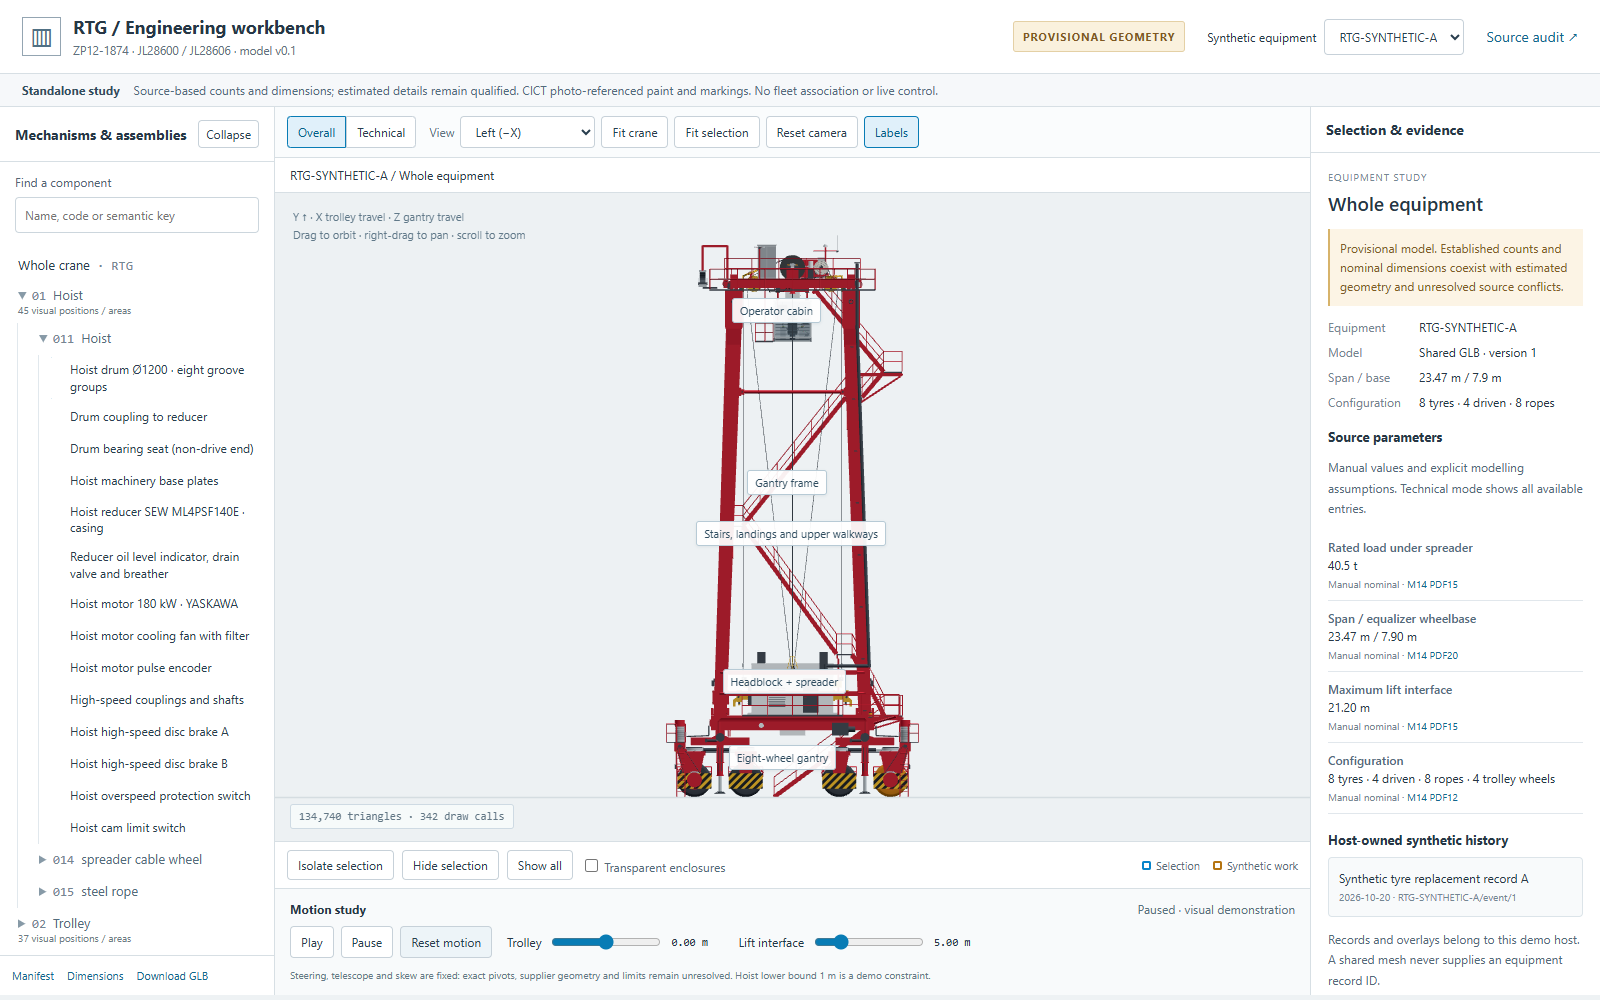 RTG / Engineering workbench
ZP12-1874 · JL28600 / JL28606 · model v0.1
PROVISIONAL GEOMETRY
Synthetic equipment
RTG-SYNTHETIC-A
Source audit ↗
Standalone study Source-based counts and dimensions; estimated details remain qualified. CICT photo-referenced paint and markings. No fleet association or live control.
Mechanisms & assemblies
Collapse
Find a component
Name, code or semantic key
Whole crane · RTG
01 Hoist
45 visual positions / areas
011 Hoist
Hoist drum Ø1200 · eight groove
groups
Drum coupling to reducer
Drum bearing seat (non-drive end)
Hoist machinery base plates
Hoist reducer SEW ML4PSF140E ·
casing
Reducer oil level indicator, drain
valve and breather
Hoist motor 180 kW · YASKAWA
Hoist motor cooling fan with filter
Hoist motor pulse encoder
High-speed couplings and shafts
Hoist high-speed disc brake A
Hoist high-speed disc brake B
Hoist overspeed protection switch
Hoist cam limit switch
014 spreader cable wheel
015 steel rope
02 Trolley
37 visual positions / areas
Manifest Dimensions Download GLB
Overall Technical View Left (−X) Fit crane Fit selection Reset camera Labels
RTG-SYNTHETIC-A / Whole equipment
Y ↑ · X trolley travel · Z gantry travel
Drag to orbit · right-drag to pan · scroll to zoom
Operator cabin
Gantry frame
Stairs, landings and upper walkways
Headblock + spreader
Eight-wheel gantry
134,740 triangles · 342 draw calls
Isolate selection Hide selection Show all Transparent enclosures
Selection Synthetic work
Motion study
Paused · visual demonstration
Play Pause Reset motion Trolley 0.00 m Lift interface 5.00 m
Steering, telescope and skew are fixed: exact pivots, supplier geometry and limits remain unresolved. Hoist lower bound 1 m is a demo constraint.
Selection & evidence
EQUIPMENT STUDY
Whole equipment
Provisional model. Established counts and
nominal dimensions coexist with estimated
geometry and unresolved source conflicts.
Equipment RTG-SYNTHETIC-A
Model Shared GLB · version 1
Span / base 23.47 m / 7.9 m
Configuration 8 tyres · 4 driven · 8 ropes
Source parameters
Manual values and explicit modelling
assumptions. Technical mode shows all available
entries.
Rated load under spreader
40.5 t
Manual nominal · M14 PDF15
Span / equalizer wheelbase
23.47 m / 7.90 m
Manual nominal · M14 PDF20
Maximum lift interface
21.20 m
Manual nominal · M14 PDF15
Configuration
8 tyres · 4 driven · 8 ropes · 4 trolley wheels
Manual nominal · M14 PDF12
Host-owned synthetic history
Synthetic tyre replacement record A
2026-10-20 · RTG-SYNTHETIC-A/event/1
Records and overlays belong to this demo host.
A shared mesh never supplies an equipment
record ID.